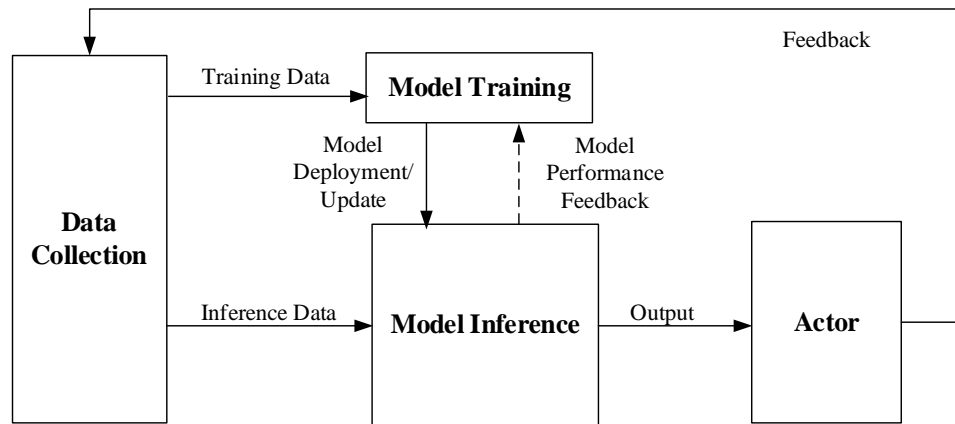 Feedback
Training Data
Model Training
Model
Deployment/
Update
Model
Performance
Feedback
Data
Collection
Inference Data
Model Inference
Output
Actor